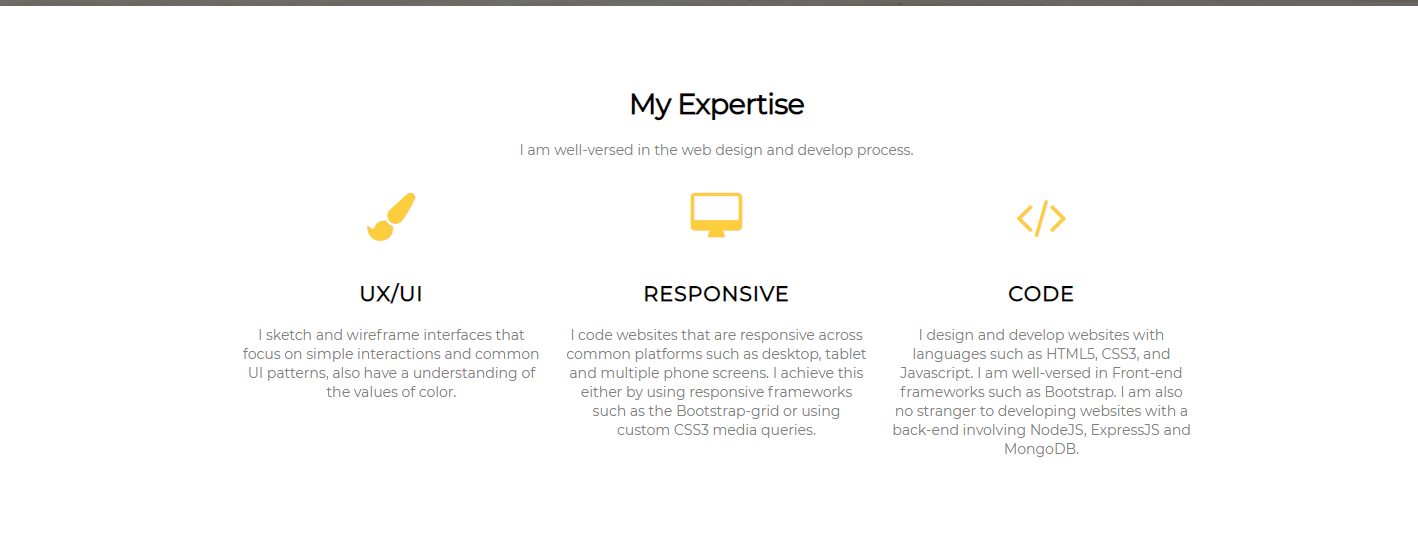 My Expertise
I am well-versed in the web design and develop process.
UX/UI
I sketch and wireframe interfaces that
focus on simple interactions and common
UI patterns, also have a understanding of
the values of color.
RESPONSIVE
I code websites that are responsive across
common platforms such as desktop, tablet
and multiple phone screens. I achieve this
either by using responsive frameworks
such as the Bootstrap-grid or using
custom CSS3 media queries.
CODE
I design and develop websites with
languages such as HTML5, CSS3, and
Javascript. I am well-versed in Front-end
frameworks such as Bootstrap. I am also
no stranger to developing websites with a
back-end involving NodeJS, ExpressJS and
MongoDB.